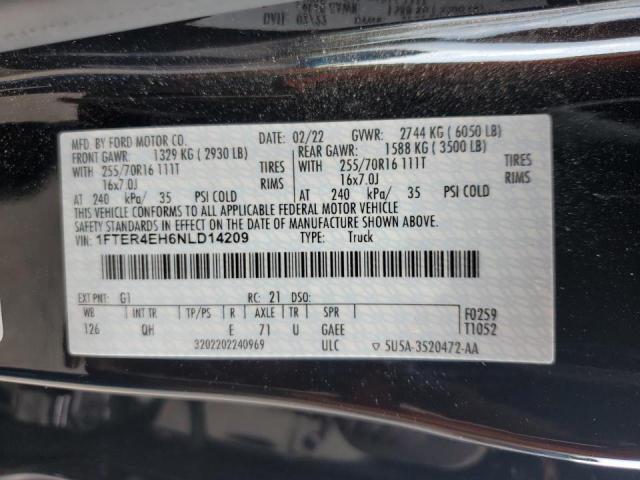 MFD. BY FORD MOTOR CO. DATE: 02/22 GVWR: 2744 KG ( 6050 LB)
FRONT GAWR: 1329 KG ( 2930 LB) REAR GAWR: 1588 KG ( 3500 LB)
WITH 255/70R16 111T TIRES WITH 255/70R16 111T TIRES
16x7.0J RIMS 16x7.0J RIMS
AT 240 kPa/ 35 PSI COLD AT 240 kPa/ 35 PSI COLD
THIS VEHICLE CONFORMS TO ALL APPLICABLE FEDERAL MOTOR VEHICLE
SAFETY STANDARDS IN EFFECT ON THE DATE OF MANUFACTURE SHOWN ABOVE.
VIN: 1FTER4EH6NLD14209 TYPE: Truck
EXT PNT: G1 RC: 21 DSO:
WB INT TR TP/PS R AXLE TR SPR F0259
126 QH E 71 U GAEE T1052
3202202240969 ULC ▽ 5U5A-3520472-AA